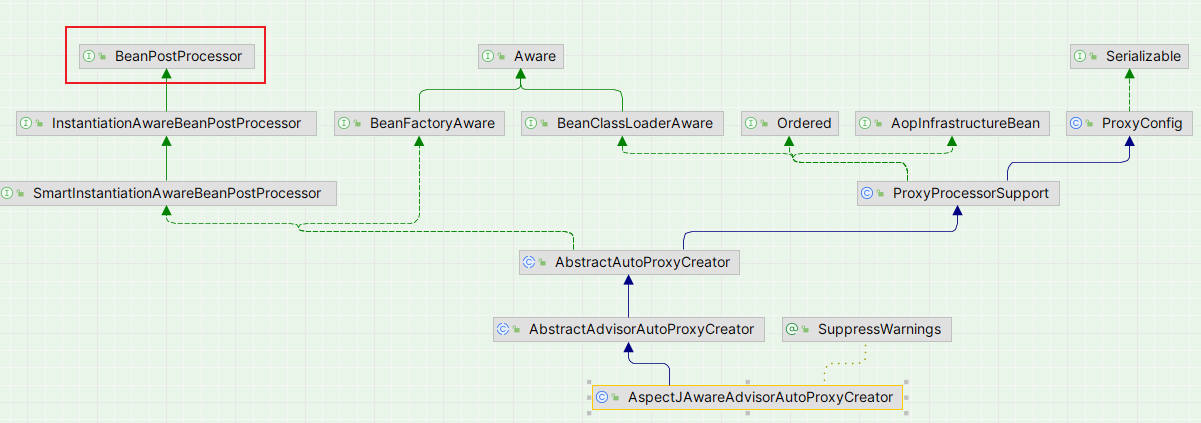 BeanPostProcessor
Aware
Serializable
InstantiationAwareBeanPostProcessor
BeanFactoryAware
BeanClassLoaderAware
Ordered
AopInfrastructureBean
ProxyConfig
SmartInstantiationAwareBeanPostProcessor
ProxyProcessorSupport
AbstractAutoProxyCreator
AbstractAdvisorAutoProxyCreator
SuppressWarnings
AspectJAwareAdvisorAutoProxyCreator